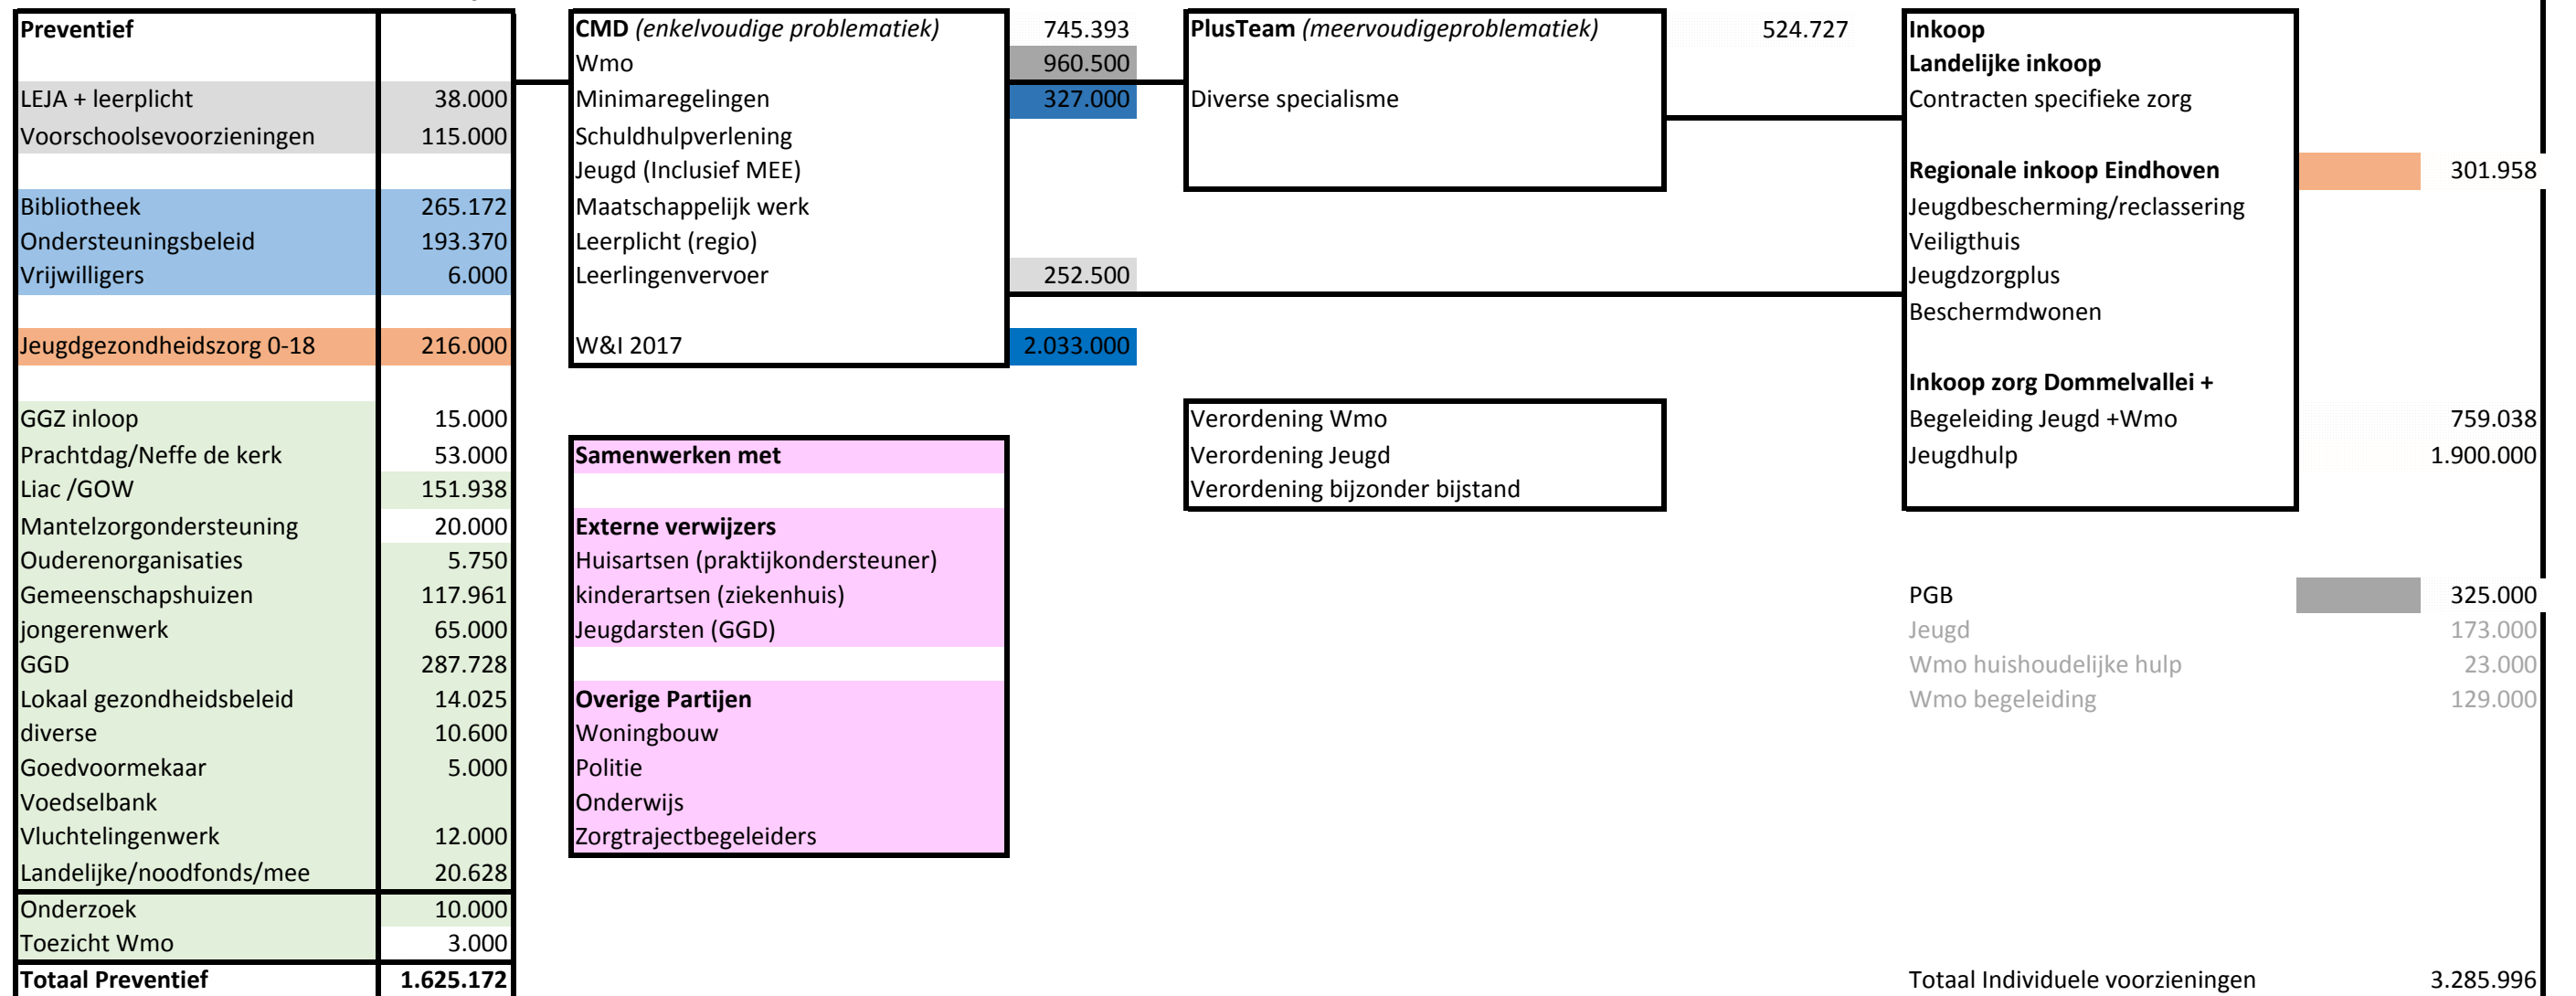 Preventief
LEJA + leerplicht 38.000
Voorschoolsevoorzieningen 115.000
Bibliotheek 265.172
Ondersteuningsbeleid 193.370
Vrijwilligers 6.000
Jeugdgezondheidszorg 0-18 216.000
GGZ inloop 15.000
Prachtdag/Neffe de kerk 53.000
Liac /GOW 151.938
Mantelzorgondersteuning 20.000
Ouderenorganisaties 5.750
Gemeenschapshuizen 117.961
jongerenwerk 65.000
GGD 287.728
Lokaal gezondheidsbeleid 14.025
diverse 10.600
Goedvoormekaar 5.000
Voedselbank
Vluchtelingenwerk 12.000
Landelijke/noodfonds/mee 20.628
Onderzoek 10.000
Toezicht Wmo 3.000
Totaal Preventief 1.625.172
CMD (enkelvoudige problematiek) 745.393
Wmo 960.500
Minimaregelingen 327.000
Schuldhulpverlening
Jeugd (Inclusief MEE)
Maatschappelijk werk
Leerplicht (regio)
Leerlingenvervoer 252.500
W&I 2017 2.033.000
Samenwerken met
Externe verwijzers
Huisartsen (praktijkondersteuner)
kinderartsen (ziekenhuis)
Jeugdarsten (GGD)
Overige Partijen
Woningbouw
Politie
Onderwijs
Zorgtrajectbegeleiders
PlusTeam (meervoudigeproblematiek) 524.727
Diverse specialisme
Verordening Wmo
Verordening Jeugd
Verordening bijzonder bijstand
Inkoop
Landelijke inkoop
Contracten specifieke zorg
Regionale inkoop Eindhoven 301.958
Jeugdbescherming/reclassering
Veiligthuis
Jeugdzorgplus
Beschermdwonen
Inkoop zorg Dommelvallei +
Begeleiding Jeugd +Wmo 759.038
Jeugdhulp 1.900.000
PGB 325.000
Jeugd 173.000
Wmo huishoudelijke hulp 23.000
Wmo begeleiding 129.000
Totaal Individuele voorzieningen 3.285.996